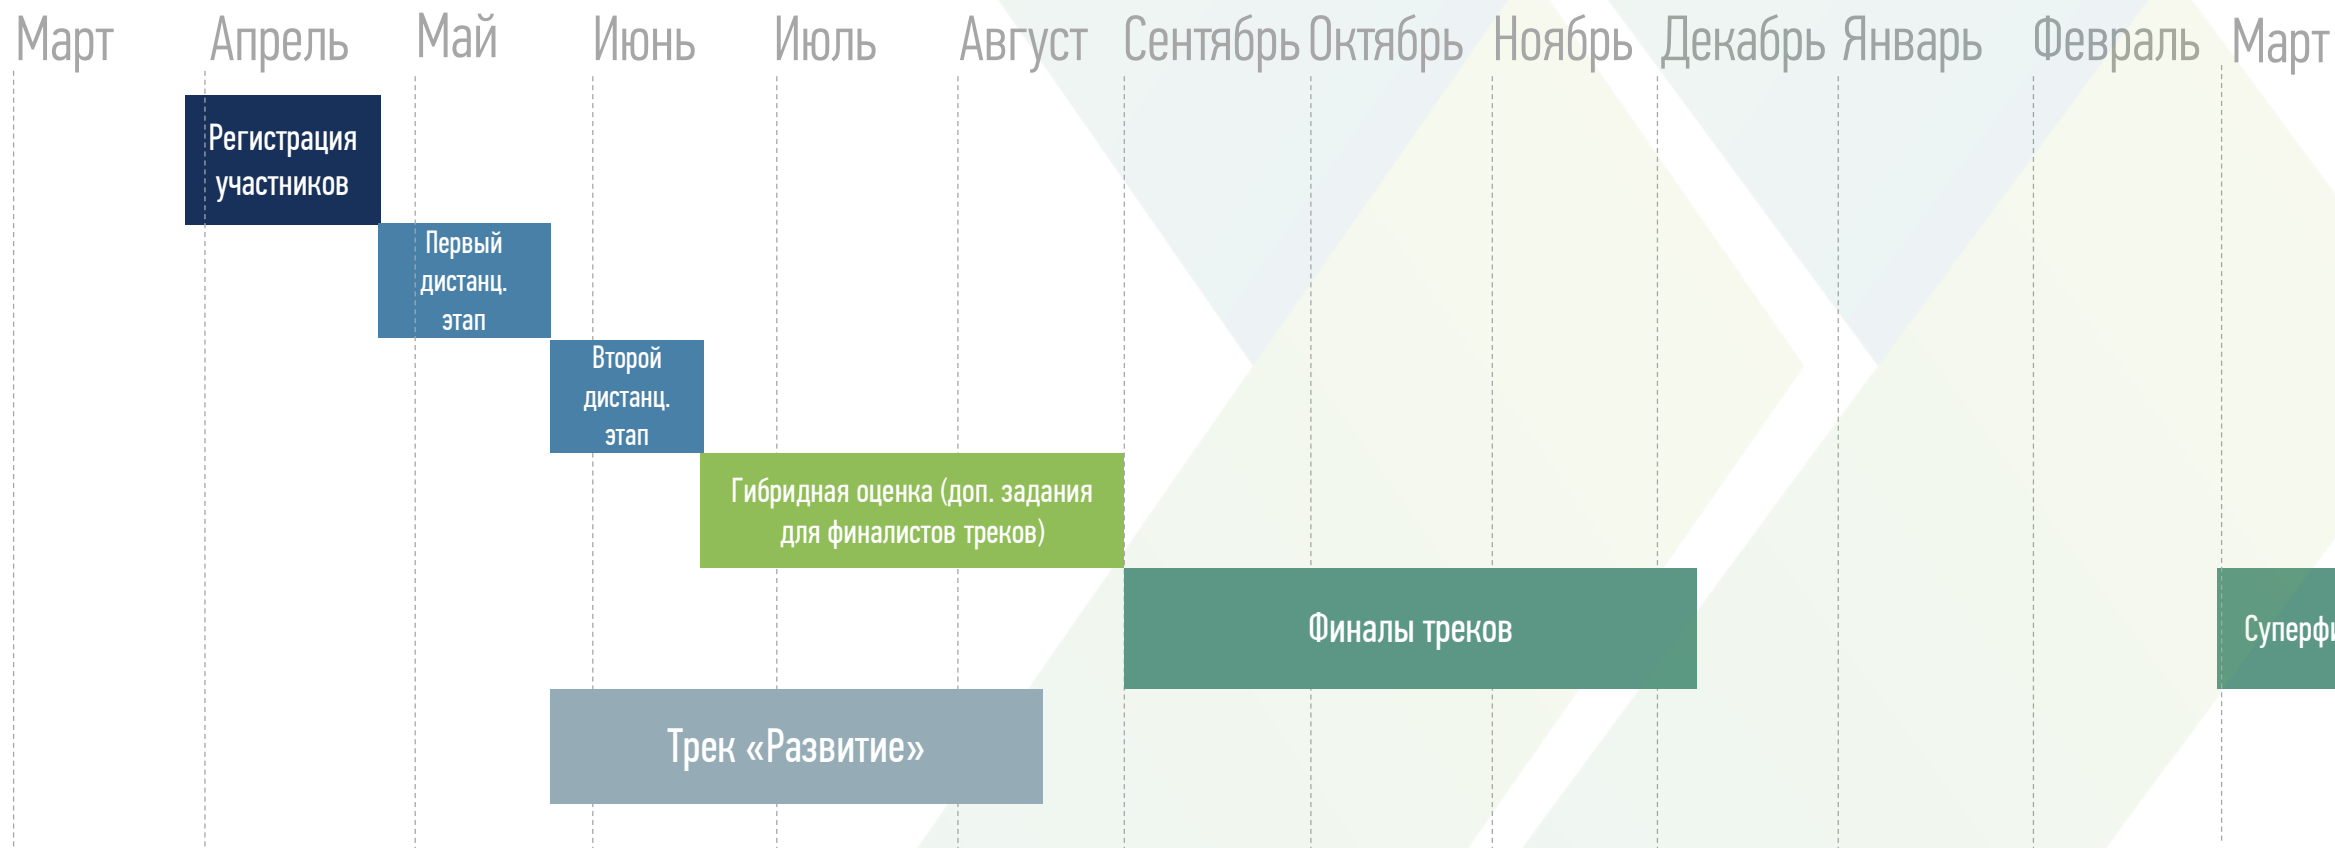 Март Апрель Май Июнь Июль Август Сентябрь Октябрь Ноябрь Декабрь Январь Февраль Март
Регистрация
участников
Первый
дистанц.
этап
Второй
дистанц.
этап
Гибридная оценка (доп. задания
для финалистов треков)
Финалы треков
Трек «Развитие»